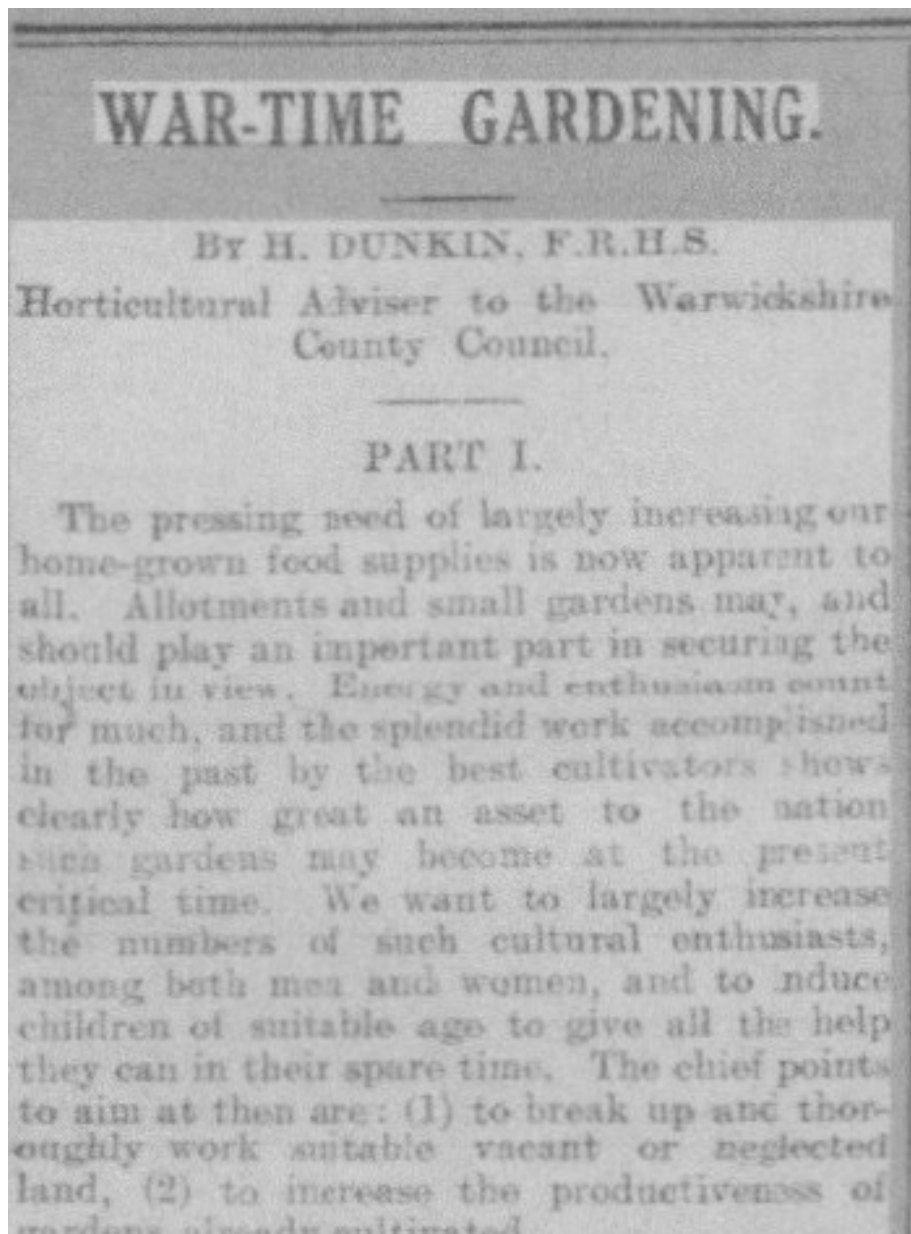 WAR-TIME GARDENING.
BY H. DUNKIN, F.R.H.S.
Horticultural Adviser to the Warwickshire
County Council.
PART I.
The pressing need of largely increasing our
home-grown food supplies is now apparent to
all. Allotments and small gardens may, and
should play an important part in securing the
object in view. Energy and enthusiasm count
for much, and the splendid work accomplished
in the past by the best cultivators shows
clearly how great an asset to the nation
such gardens may become at the present
critical time. We want to largely increase
the numbers of such cultural enthusiasts,
among both men and women, and to nduce
children of suitable age to give all the help
they can in their spare time. The chief points
to aim at then are: (1) to break up and thor-
oughly work suitable vacant or neglected
land, (2) to increase the productiveness of
gardens already cultivated